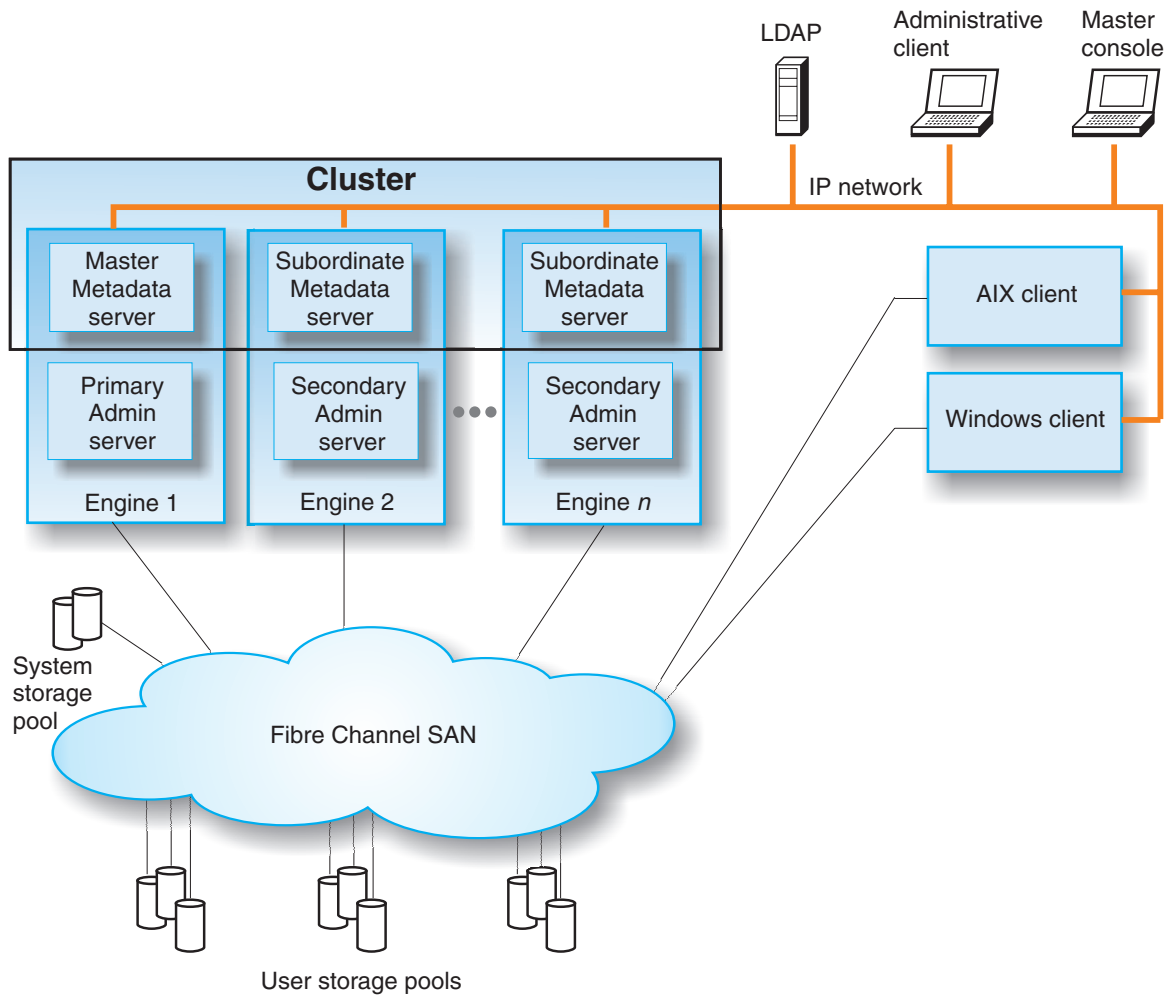 LDAP
Administrative
client
Master
console
IP network
Cluster
Master
Metadata
server
Subordinate
Metadata
server
Subordinate
Metadata
server
Primary
Admin
server
Secondary
Admin
server
Secondary
Admin
server
Engine 1
Engine 2
Engine n
AIX client
Windows client
System
storage
pool
Fibre Channel SAN
User storage pools